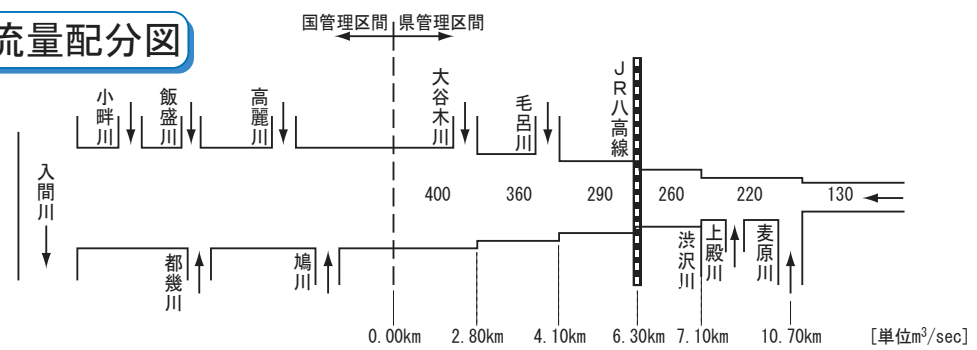 流量配分図
国管理区間
県管理区間
小畔川
飯盛川
高麗川
大谷木川
毛呂川
JR八高線
入間川
400
360
290
260
220
130
都幾川
鳩川
渋沢川
上殿川
麦原川
0.00km
2.80km
4.10km
6.30km
7.10km
10.70km
[単位m³/sec]